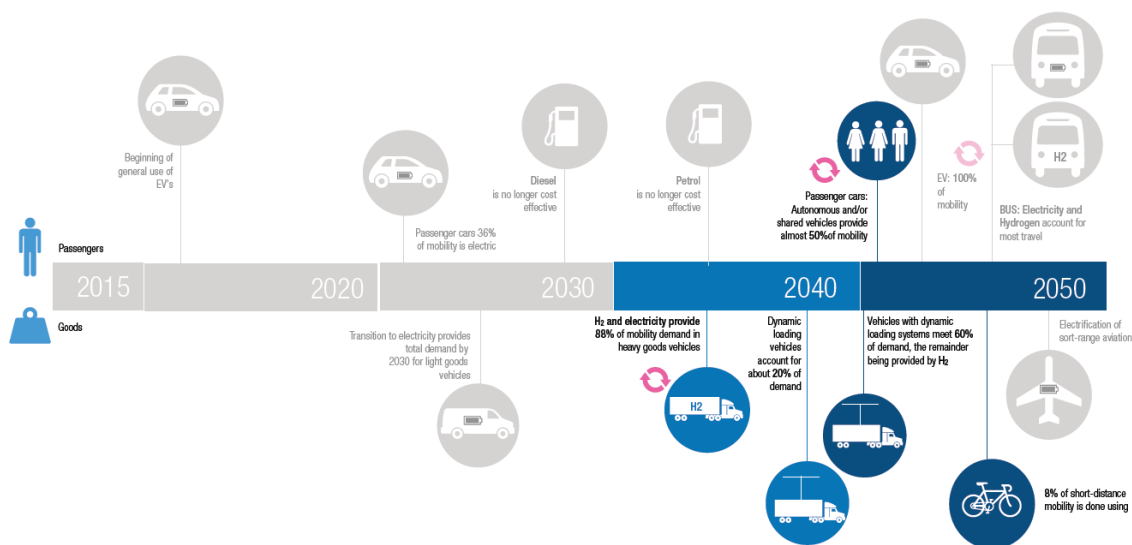 Beginning of
general use of
EV's
Passenger cars 36%
of mobility is electric
Diesel
is no longer cost
effective
Petrol
is no longer cost
effective
Passenger cars:
Autonomous and/or
shared vehicles provide
almost 50%of mobility
EV: 100%
of
mobility
H2
BUS: Electricity and
Hydrogen account for
most travel
Passengers
2015
2020
2030
2040
2050
Goods
Transition to electricity provides
total demand by
2030 for light goods
vehicles
H2 and electricity provide
88% of mobility demand in
heavy goods vehicles
H2
Dynamic
loading
vehicles
account for
about 20% of
demand
Vehicles with dynamic
loading systems meet 60%
of demand, the remainder
being provided by H2
Electrification of
sort-range aviation
8% of short-distance
mobility is done using